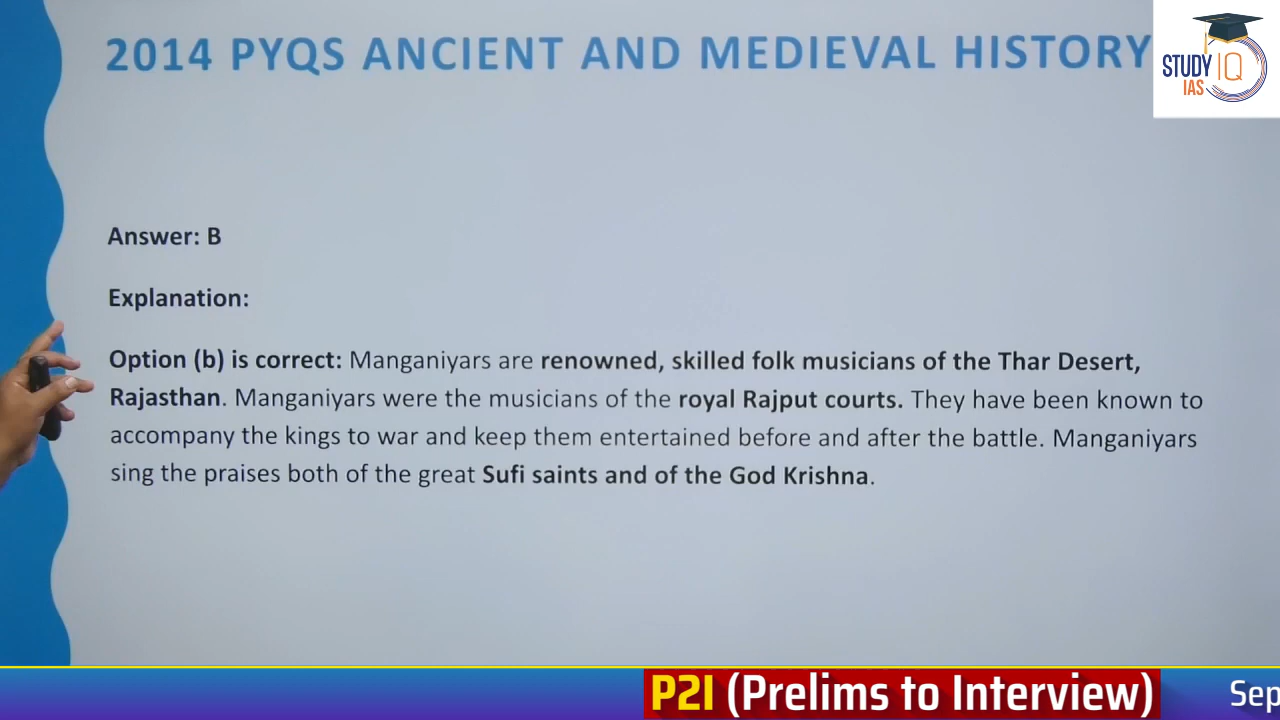 2014 PYQS ANCIENT AND MEDIEVAL HISTORY
STUDY IQ
IAS
Answer: B
Explanation:
Option (b) is correct: Manganiyars are renowned, skilled folk musicians of the Thar Desert,
Rajasthan. Manganiyars were the musicians of the royal Rajput courts. They have been known to
accompany the kings to war and keep them entertained before and after the battle. Manganiyars
sing the praises both of the great Sufi saints and of the God Krishna.
P2I (Prelims to Interview)
Sep